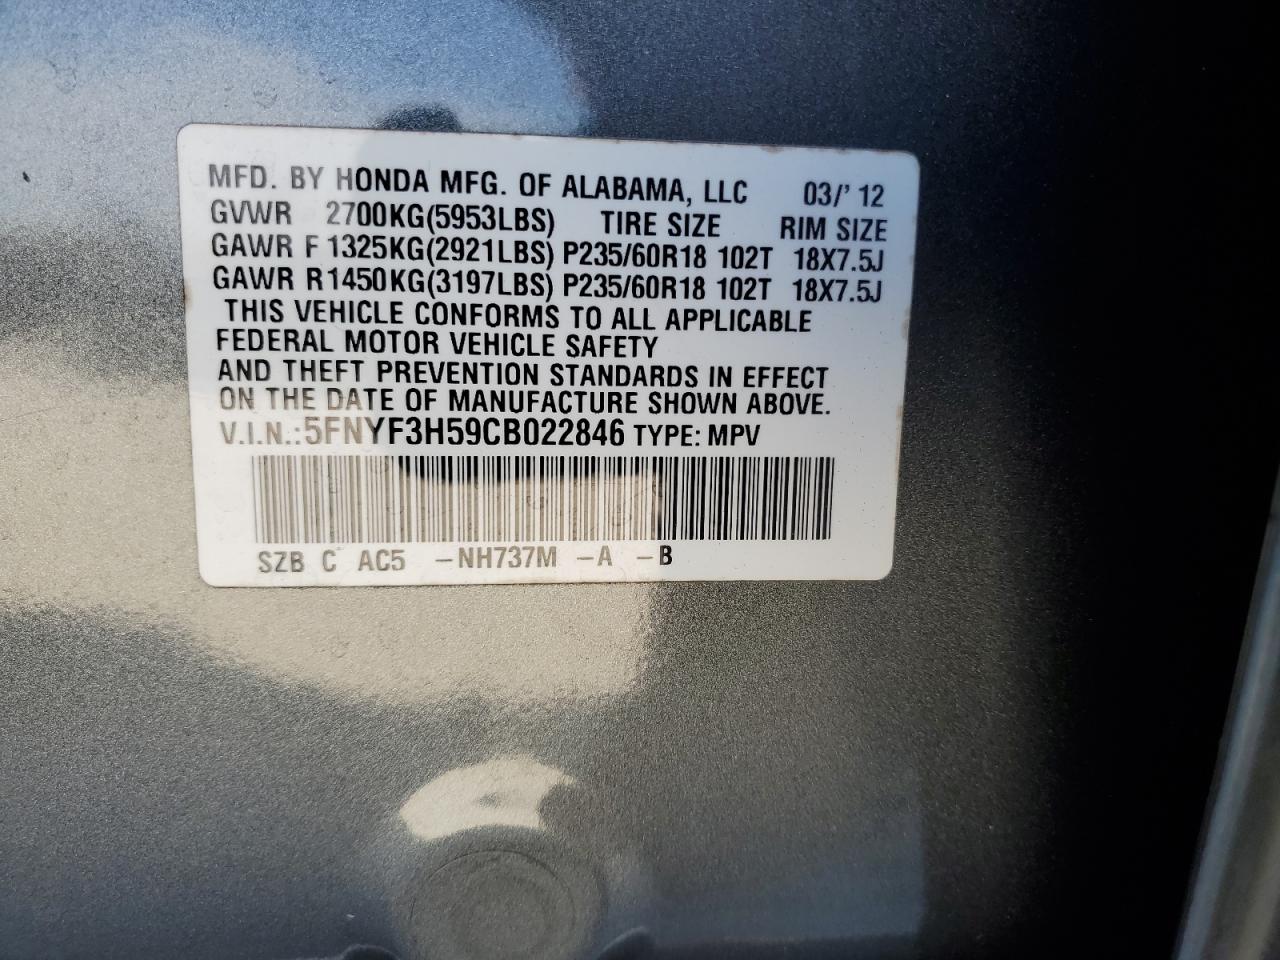 MFD. BY HONDA MFG. OF ALABAMA, LLC 03/' 12
GVWR 2700KG(5953LBS) TIRE SIZE RIM SIZE
GAWR F 1325KG(2921LBS) P235/60R18 102T 18X7.5J
GAWR R1450KG(3197LBS) P235/60R18 102T 18X7.5J
THIS VEHICLE CONFORMS TO ALL APPLICABLE
FEDERAL MOTOR VEHICLE SAFETY
AND THEFT PREVENTION STANDARDS IN EFFECT
ON THE DATE OF MANUFACTURE SHOWN ABOVE.
V.I.N.:5FNYF3H59CB022846 TYPE: MPV
SZB C AC5 -NH737M -A -B